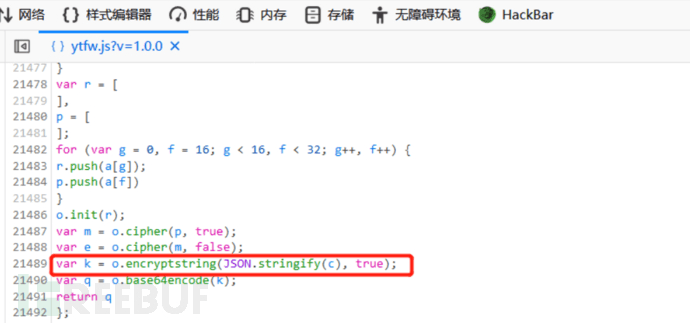 网络 {} 样式编辑器 性能 内存 存储 无障碍环境 HackBar
{} ytfw.js?v=1.0.0 ×
21477 }
21478 var r = [
21479 ],
21480 p = [
21481 ];
21482 for (var g = 0, f = 16; g < 16, f < 32; g++, f++) {
21483 r.push(a[g]);
21484 p.push(a[f])
21485 }
21486 o.init(r);
21487 var m = o.cipher(p, true);
21488 var e = o.cipher(m, false);
21489 var k = o.encryptstring(JSON.stringify(c), true);
21490 var q = o.base64encode(k);
21491 return q
21492 };
FREEBUF